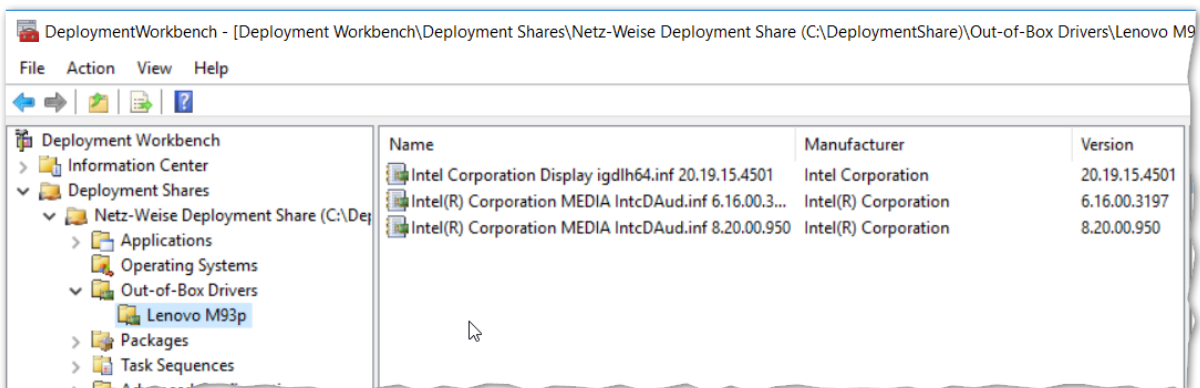 DeploymentWorkbench - [Deployment Workbench\Deployment Shares\Netz-Weise Deployment Share (C:\DeploymentShare)\Out-of-Box Drivers\Lenovo M9
File Action View Help
Deployment Workbench
Information Center
Deployment Shares
Netz-Weise Deployment Share (C:\Dep
Applications
Operating Systems
Out-of-Box Drivers
Lenovo M93p
Packages
Task Sequences
Name Manufacturer Version
Intel Corporation Display igdlh64.inf 20.19.15.4501 Intel Corporation 20.19.15.4501
Intel(R) Corporation MEDIA IntcDAud.inf 6.16.00.3... Intel(R) Corporation 6.16.00.3197
Intel(R) Corporation MEDIA IntcDAud.inf 8.20.00.950 Intel(R) Corporation 8.20.00.950